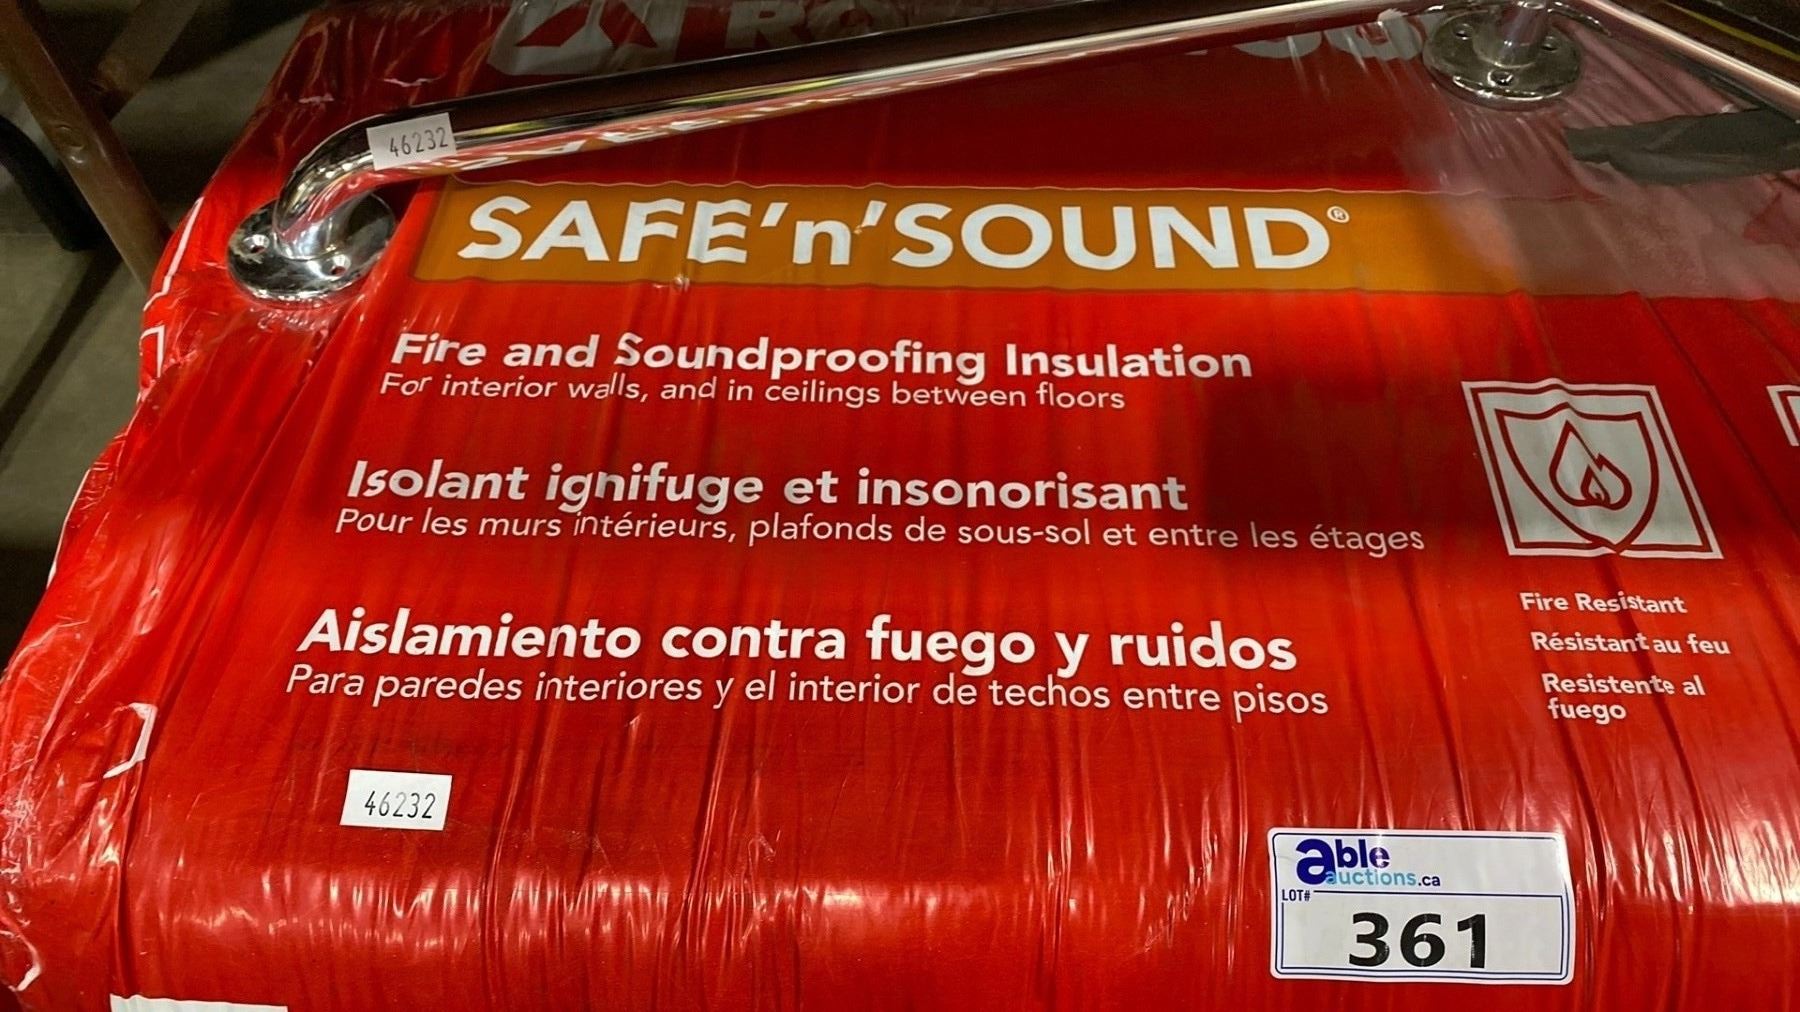 46232
SAFE'n'SOUND®
Fire and Soundproofing Insulation
For interior walls, and in ceilings between floors
Isolant ignifuge et insonorisant
Pour les murs intérieurs, plafonds de sous-sol et entre les étages
Aislamiento contra fuego y ruidos
Para paredes interiores y el interior de techos entre pisos
Fire Resistant
Résistant au feu
Resistente al
fuego
46232
able
auctions.ca
LOT#
361